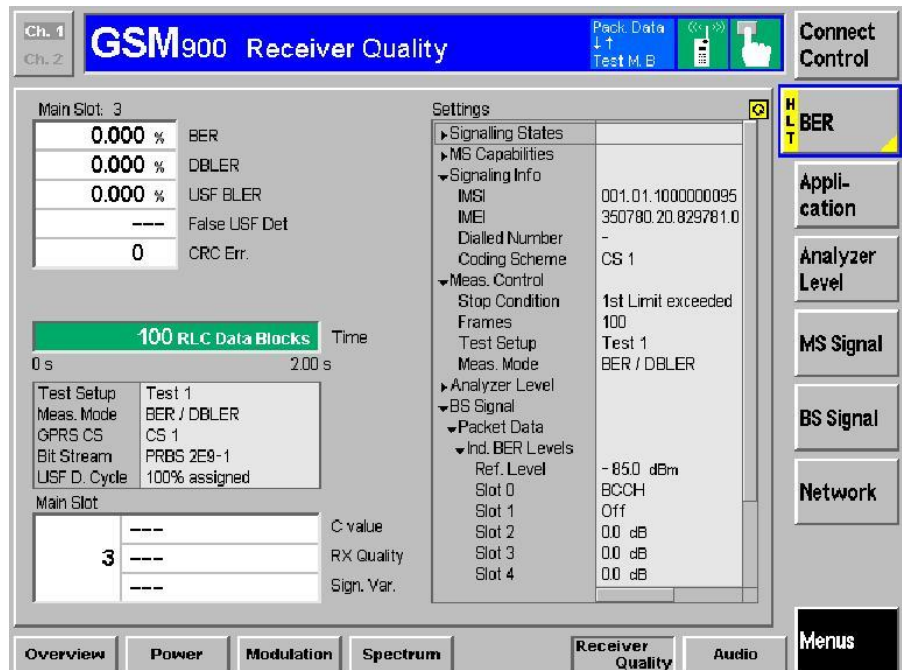 Ch. 1
Ch. 2
GSM900 Receiver Quality
Pack. Data
↓↑
Test M. B
Connect Control
Main Slot: 3
0.000 % BER
0.000 % DBLER
0.000 % USF BLER
--- False USF Det
0 CRC Err.
100 RLC Data Blocks Time
0 s 2.00 s
Test Setup Test 1
Meas. Mode BER / DBLER
GPRS CS CS 1
Bit Stream PRBS 2E9-1
USF D. Cycle 100% assigned
Main Slot
3
--- C value
--- RX Quality
--- Sign. Var.
Settings
Signalling States
MS Capabilities
Signaling Info
IMSI 001.01.1000000095
IMEI 350780.20.829781.0
Dialled Number -
Coding Scheme CS 1
Meas. Control
Stop Condition 1st Limit exceeded
Frames 100
Test Setup Test 1
Meas. Mode BER / DBLER
Analyzer Level
BS Signal
Packet Data
Ind. BER Levels
Ref. Level - 85.0 dBm
Slot 0 BCCH
Slot 1 Off
Slot 2 0.0 dB
Slot 3 0.0 dB
Slot 4 0.0 dB
HLT
BER
Appli-
cation
Analyzer
Level
MS Signal
BS Signal
Network
Menus
Overview
Power
Modulation
Spectrum
Receiver
Quality
Audio